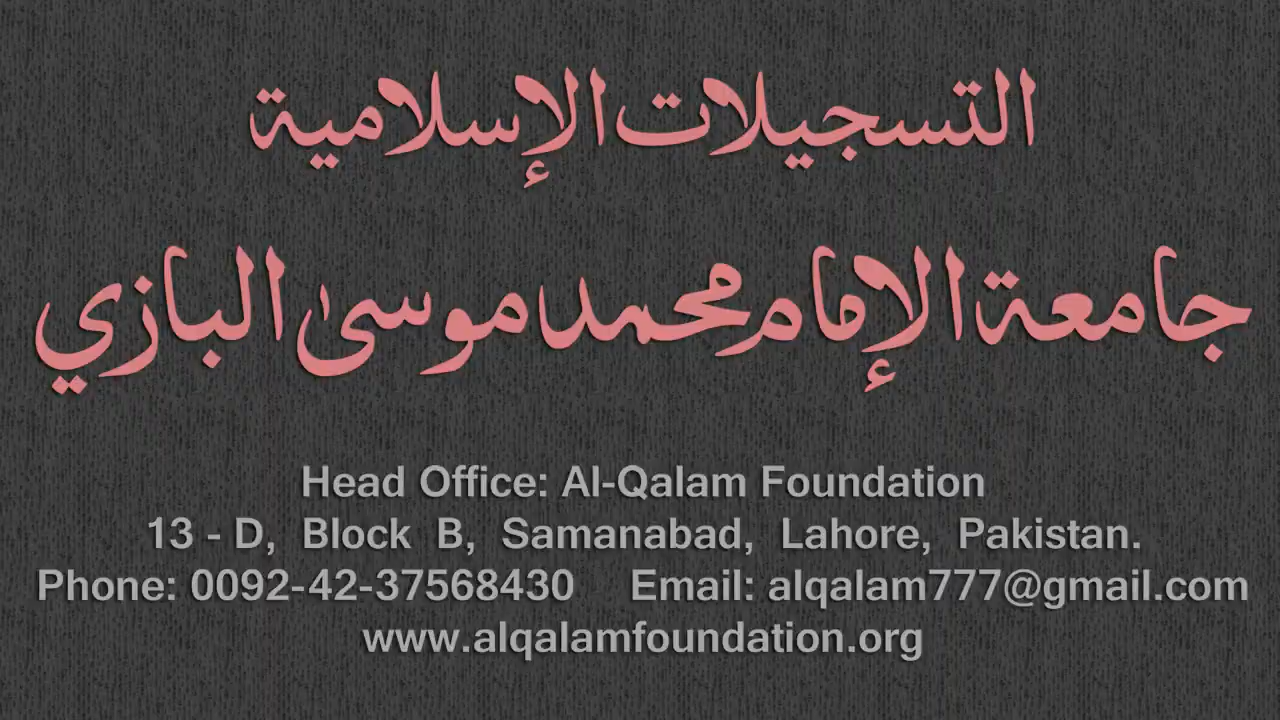 التسجيلات الإسلامية
جامعة الإمام محمد موسىٰ البازي
Head Office: Al-Qalam Foundation
13 - D, Block B, Samanabad, Lahore, Pakistan.
Phone: 0092-42-37568430 Email: alqalam777@gmail.com
www.alqalamfoundation.org